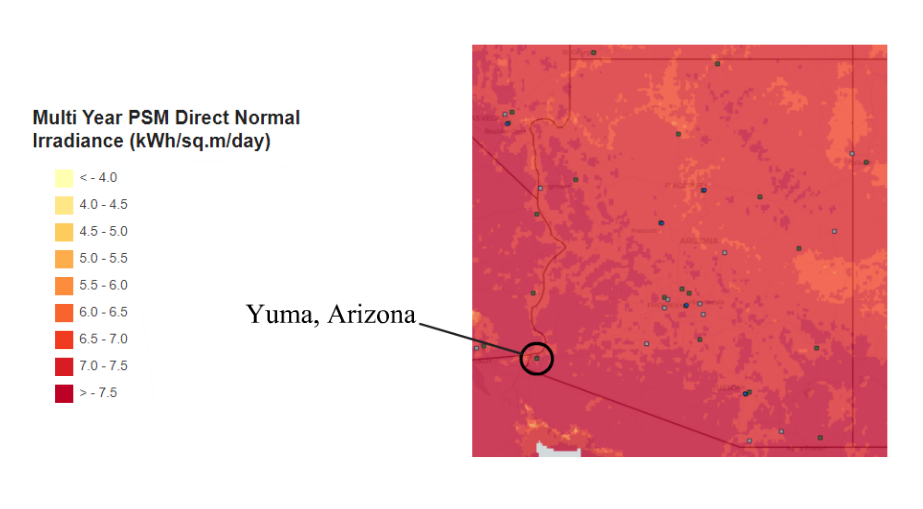 Multi Year PSM Direct Normal
Irradiance (kWh/sq.m/day)
< - 4.0
4.0 - 4.5
4.5 - 5.0
5.0 - 5.5
5.5 - 6.0
6.0 - 6.5
6.5 - 7.0
7.0 - 7.5
> - 7.5
Yuma, Arizona
ARIZONA